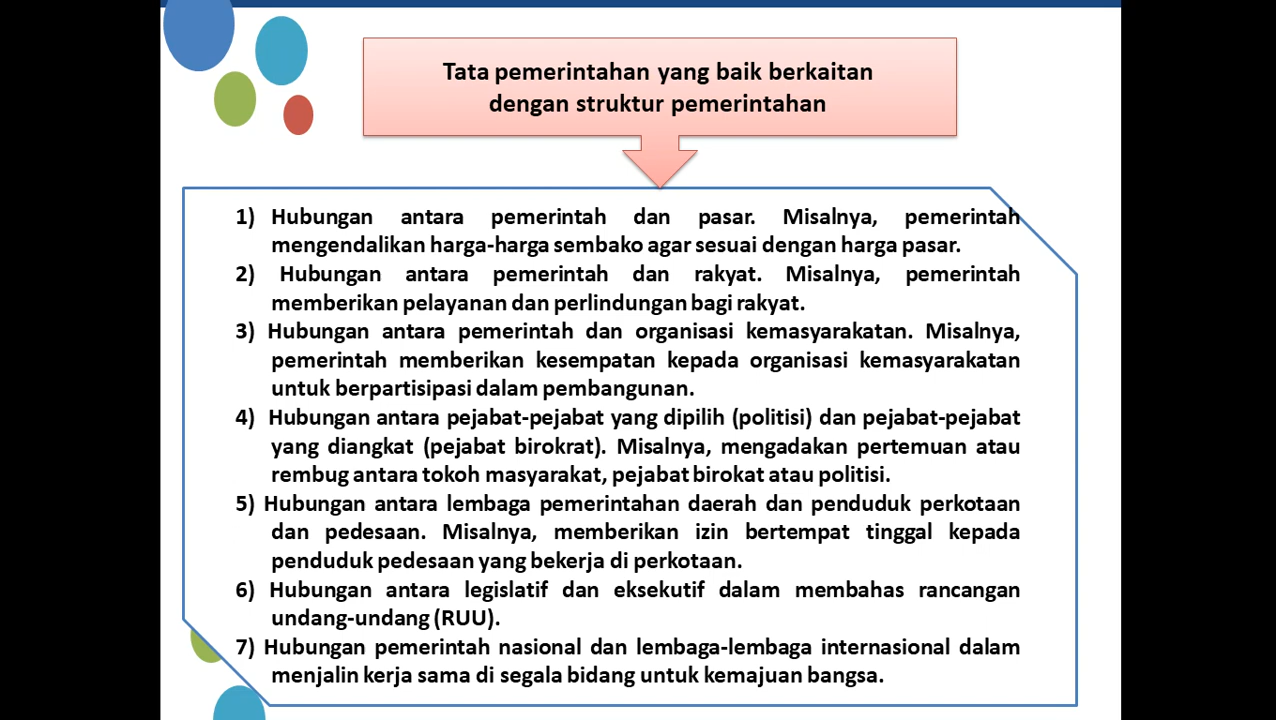 Tata pemerintahan yang baik berkaitan
dengan struktur pemerintahan
1) Hubungan antara pemerintah dan pasar. Misalnya, pemerintah
mengendalikan harga-harga sembako agar sesuai dengan harga pasar.
2) Hubungan antara pemerintah dan rakyat. Misalnya, pemerintah
memberikan pelayanan dan perlindungan bagi rakyat.
3) Hubungan antara pemerintah dan organisasi kemasyarakatan. Misalnya,
pemerintah memberikan kesempatan kepada organisasi kemasyarakatan
untuk berpartisipasi dalam pembangunan.
4) Hubungan antara pejabat-pejabat yang dipilih (politisi) dan pejabat-pejabat
yang diangkat (pejabat birokrat). Misalnya, mengadakan pertemuan atau
rembug antara tokoh masyarakat, pejabat birokat atau politisi.
5) Hubungan antara lembaga pemerintahan daerah dan penduduk perkotaan
dan pedesaan. Misalnya, memberikan izin bertempat tinggal kepada
penduduk pedesaan yang bekerja di perkotaan.
6) Hubungan antara legislatif dan eksekutif dalam membahas rancangan
undang-undang (RUU).
7) Hubungan pemerintah nasional dan lembaga-lembaga internasional dalam
menjalin kerja sama di segala bidang untuk kemajuan bangsa.